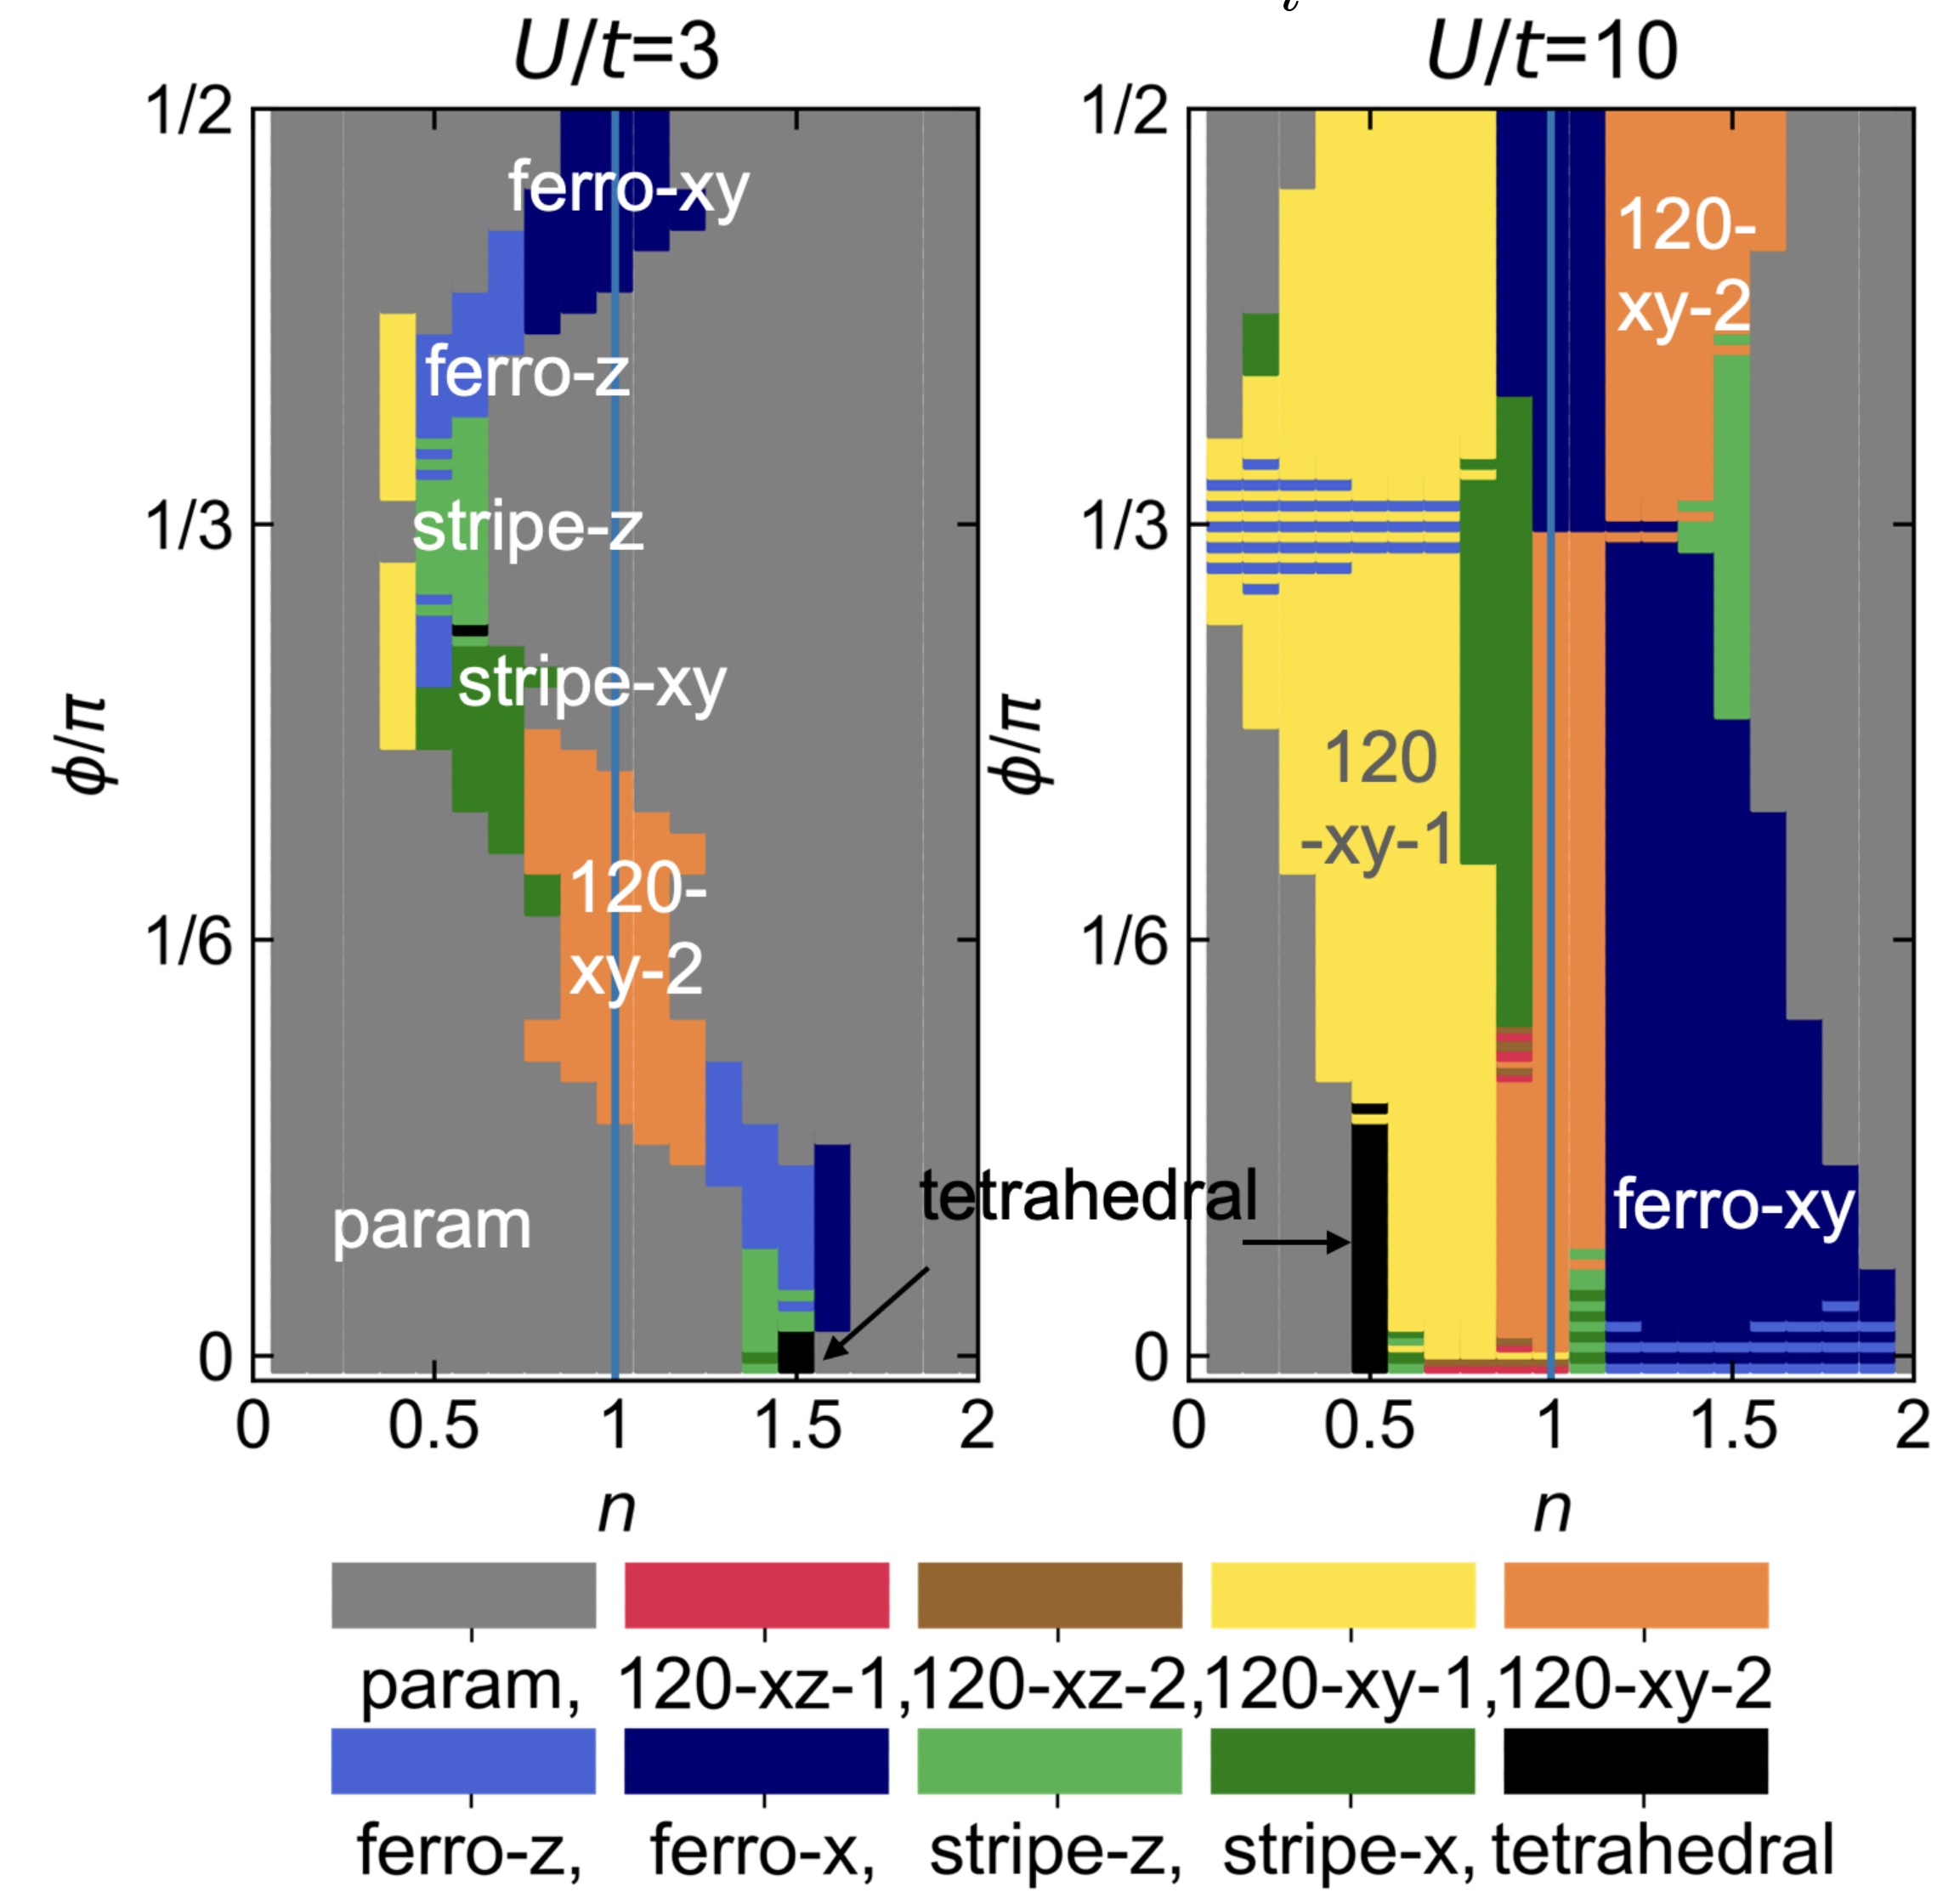 U/t=3
U/t=10
1/2
1/3
1/6
0
ϕ/π
ferro-xy
ferro-z
stripe-z
stripe-xy
120-
xy-2
param
0 0.5 1 1.5 2
n
tetrahedral
1/2
1/3
1/6
0
ϕ/π
120-
xy-2
120
-xy-1
ferro-xy
0 0.5 1 1.5 2
n
param, 120-xz-1, 120-xz-2, 120-xy-1, 120-xy-2
ferro-z, ferro-x, stripe-z, stripe-x, tetrahedral